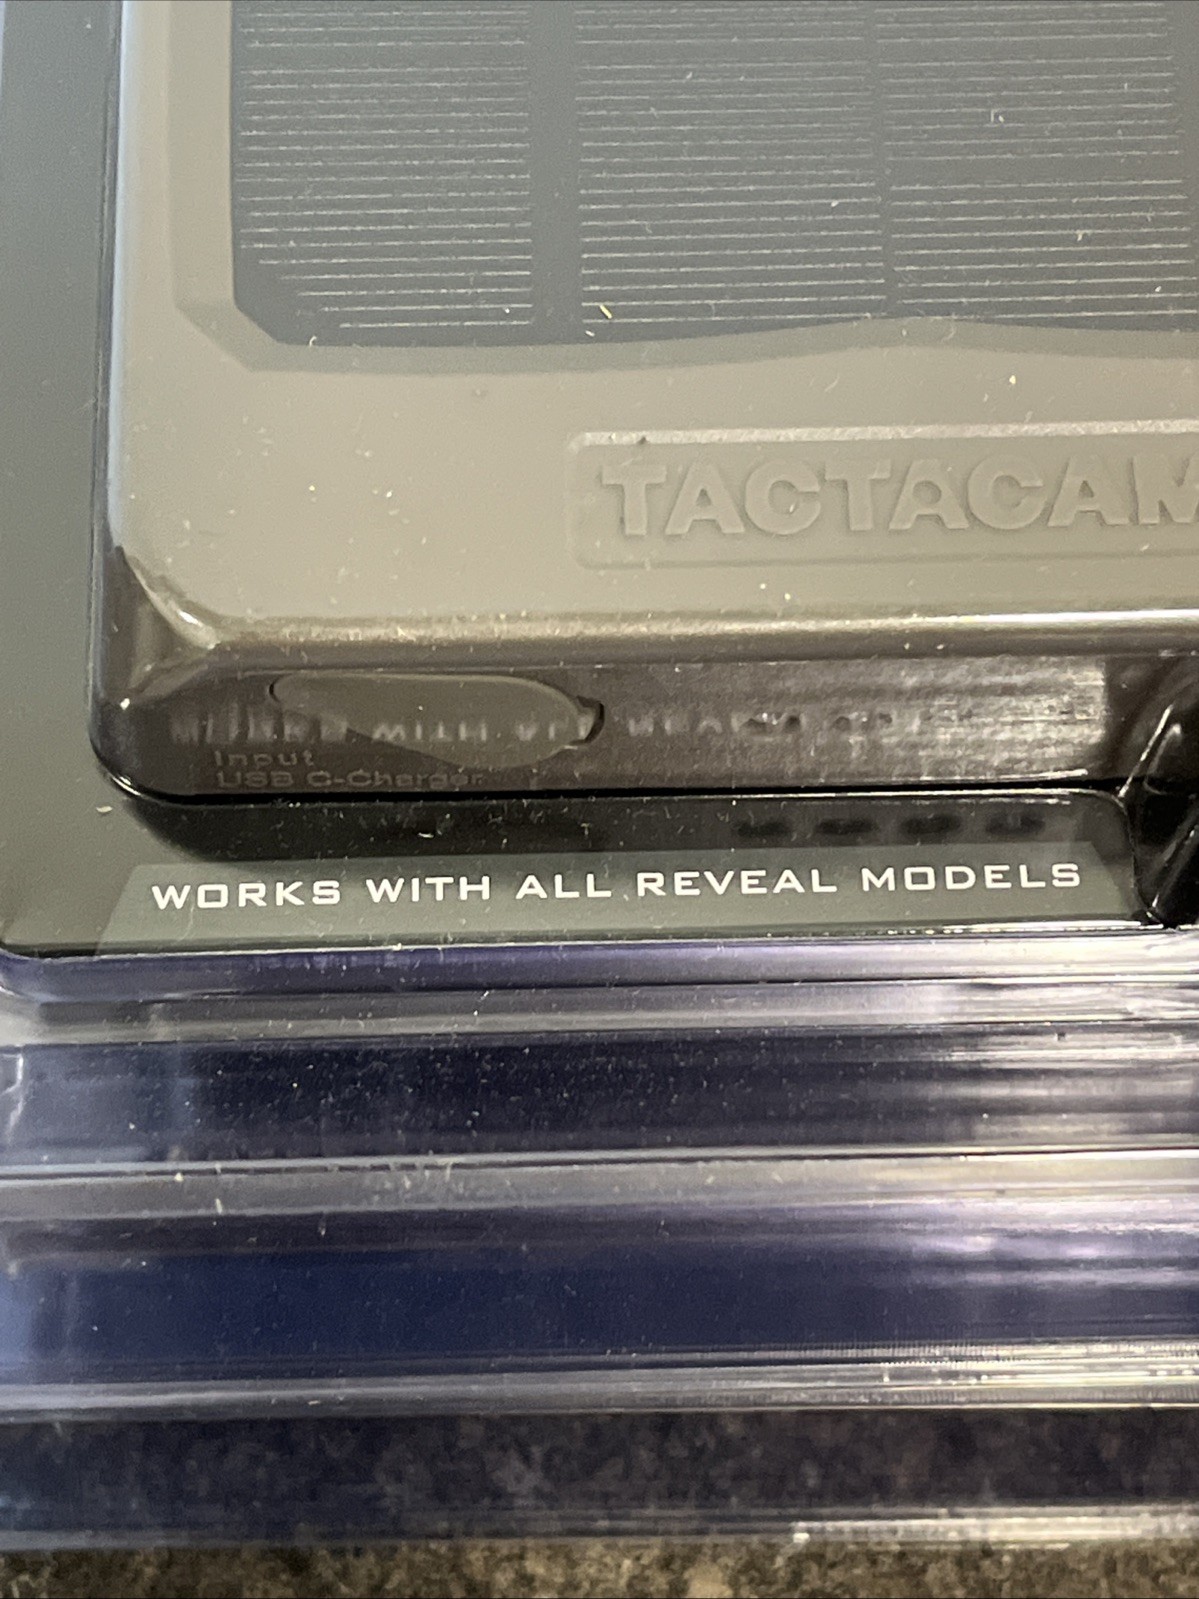 TACTACAM
Input
USB C-Charger
WORKS WITH ALL REVEAL MODELS